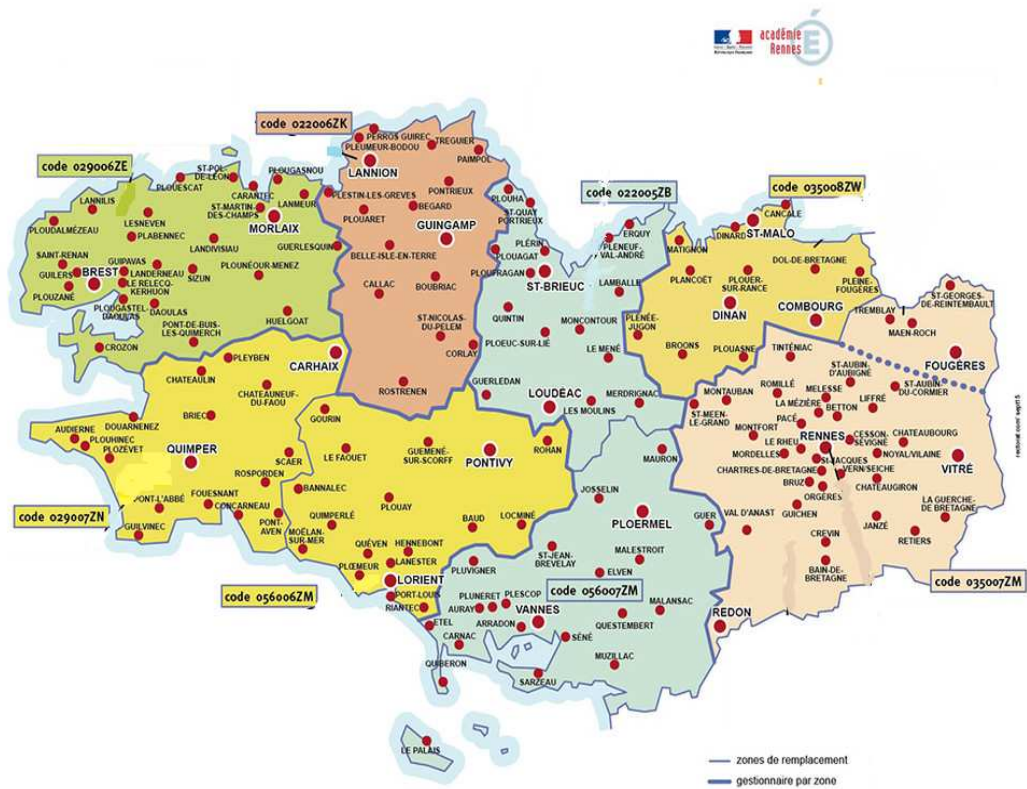 académie
Rennes
code 022006ZK
code 029006ZE
code 022005ZB
code 035008ZW
PERROS GUIREC
TREGUIER
PLEUMEUR-BODOU
PAIMPOL
LANNION
ST-POL-
DE-LÉON
PLOUGASNOU
PLOUESCAT
CARANTEC
LANMEUR
PLESTIN-LES-GREVES
PONTRIEUX
LANNILIS
ST-MARTIN-
DES-CHAMPS
MORLAIX
PLOUARET
BEGARD
PLOUHA
ST-QUAY
PORTRIEUX
CANCALE
ST-MALO
DINARD
PLOUDALMÉZEAU
LESNEVEN
PLABENNEC
LANDIVISIAU
GUERLESQUIN
GUINGAMP
BELLE-ISLE-EN-TERRE
PLÉRIN
PLOUAGAT
ERQUY
PLENEUF-
VAL-ANDRÉ
MATIGNON
DOL-DE-BRETAGNE
SAINT-RENAN
GUIPAVAS
GUILERS
BREST
LANDERNEAU
LE RELECQ-
KERHUON
SIZUN
PLOUNÉOUR-MENEZ
PLOUFRAGAN
ST-BRIEUC
PLANCOËT
PLOUER-
SUR-RANCE
PLEINE-
FOUGÈRES
PLOUZANÉ
PLOUGASTEL-
DAOULAS
DAOULAS
CALLAC
BOUBRIAC
LAMBALLE
DINAN
COMBOURG
ST-GEORGES-
DE-REINTEMBAULT
TREMBLAY
MAEN-ROCH
PONT-DE-BUIS-
LES-QUIMERCH
HUELGOAT
ST-NICOLAS-
DU-PELEM
QUINTIN
MONCONTOUR
PLENÉE-
JUGON
CROZON
PLEYBEN
CARHAIX
CORLAY
PLOEUC-SUR-LIÉ
LE MENÉ
BROONS
PLOUASNE
TINTÉNIAC
FOUGÈRES
CHATEAULIN
CHATEAUNEUF-
DU-FAOU
ROSTRENEN
GUERLEDAN
LOUDÉAC
MERDRIGNAC
LES MOULINS
ST-AUBIN-
D'AUBIGNÉ
ST-AUBIN-
DU-CORMIER
MONTAUBAN
ROMILLÉ
MELESSE
LA MÉZIÈRE
LIFFRÉ
ST-MEEN-
LE-GRAND
PACÉ
BETTON
DOUARNENEZ
BRIEC
GOURIN
AUDIERNE
PLOUHINEC
PLOZEVET
QUIMPER
SCAER
LE FAOUET
GUEMENÉ-
SUR-SCORFF
PONTIVY
ROHAN
MAURON
MONTFORT
LE RHEU
RENNES
CESSON-
SEVIGNÉ
CHATEAUBOURG
NOYAL/VILAINE
MORDELLES
ST-JACQUES
VITRÉ
CHARTRES-DE-BRETAGNE
VERN/SEICHE
CHATEAUGIRON
BRUZ
ORGÈRES
ROSPORDEN
BANNALEC
PONT-L'ABBÉ
FOUESNANT
CONCARNEAU
PLOUAY
JOSSELIN
PLOERMEL
GUER
VAL D'ANAST
GUICHEN
LA GUERCHE-
DE-BRETAGNE
JANZÉ
code 029007ZN
GUILVINEC
PONT-
AVEN
QUIMPERLÉ
MOËLAN-
SUR-MER
BAUD
LOCMINÉ
CREVIN
RETIERS
QUÉVEN
HENNEBONT
LANESTER
PLŒMEUR
LORIENT
PLUVIGNER
ST-JEAN-
BREVELAY
MALESTROIT
ELVEN
BAIN-DE-
BRETAGNE
code 056006ZM
PORT-LOUIS
RIANTEC
PLUNERET
PLESCOP
AURAY
code 056007ZM
code 035007ZM
VANNES
MALANSAC
REDON
ETEL
ARRADON
QUESTEMBERT
CARNAC
SÉNÉ
MUZILLAC
QUIBERON
SARZEAU
LE PALAIS
rectorat com/ sept15
zones de remplacement
gestionnaire par zone